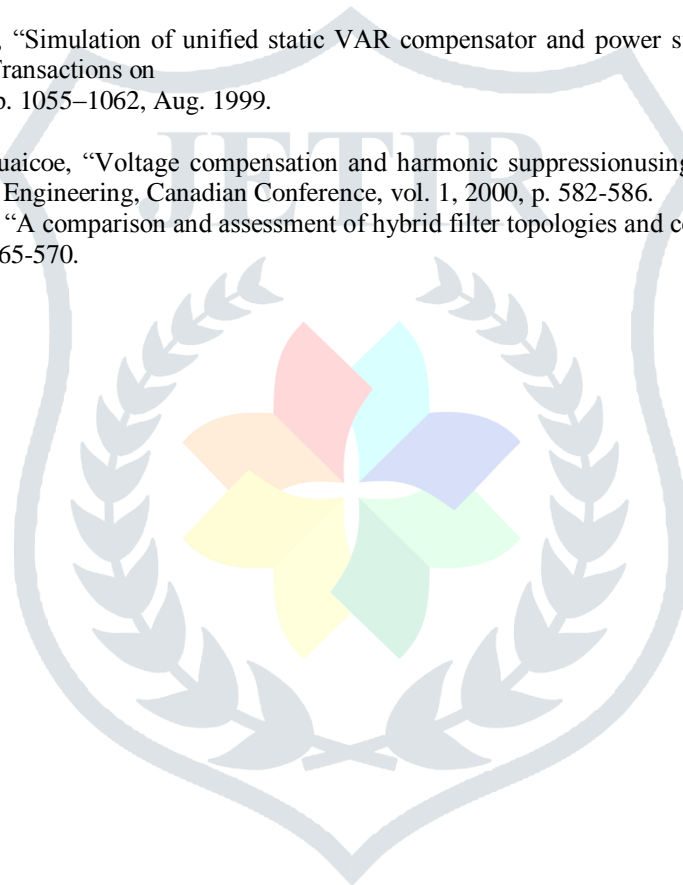 , “Simulation of unified static VAR compensator and power s
Transactions on
p. 1055–1062, Aug. 1999.
uaicoe, “Voltage compensation and harmonic suppressionusing
Engineering, Canadian Conference, vol. 1, 2000, p. 582-586.
“A comparison and assessment of hybrid filter topologies and c
65-570.
JETIR